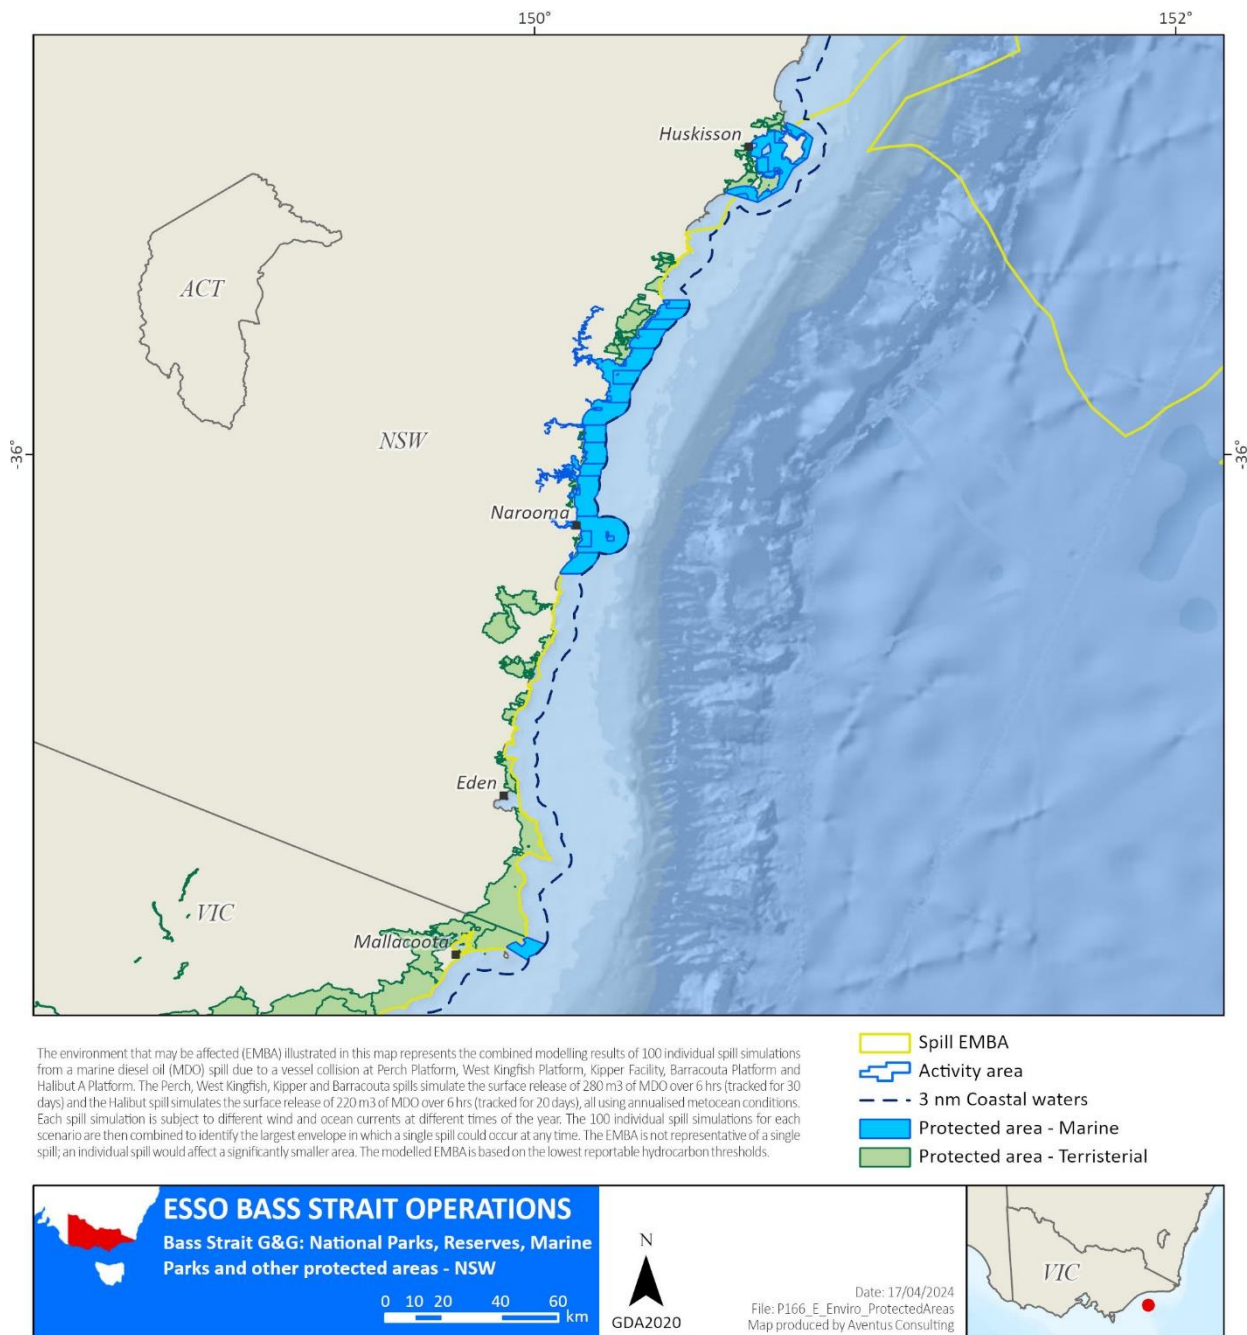 150°
152°
Huskisson
ACT
NSW
-36°
-36°
Narooma
Eden
VIC
Mallacoota
The environment that may be affected (EMBA) illustrated in this map represents the combined modelling results of 100 individual spill simulations
from a marine diesel oil (MDO) spill due to a vessel collision at Perch Platform, West Kingfish Platform, Kipper Facility, Barracouta Platform and
Halibut A Platform. The Perch, West Kingfish, Kipper and Barracouta spills simulate the surface release of 280 m3 of MDO over 6 hrs (tracked for 30
days) and the Halibut spill simulates the surface release of 220 m3 of MDO over 6 hrs (tracked for 20 days), all using annualised metocean conditions.
Each spill simulation is subject to different wind and ocean currents at different times of the year. The 100 individual spill simulations for each
scenario are then combined to identify the largest envelope in which a single spill could occur at any time. The EMBA is not representative of a single
spill; an individual spill would affect a significantly smaller area. The modelled EMBA is based on the lowest reportable hydrocarbon thresholds.
Spill EMBA
Activity area
3 nm Coastal waters
Protected area - Marine
Protected area - Terristerial
ESSO BASS STRAIT OPERATIONS
Bass Strait G&G: National Parks, Reserves, Marine
Parks and other protected areas - NSW
0 10 20 40 60
km
N
GDA2020
Date: 17/04/2024
File: P166_E_Enviro_ProtectedAreas
Map produced by Aventus Consulting
VIC